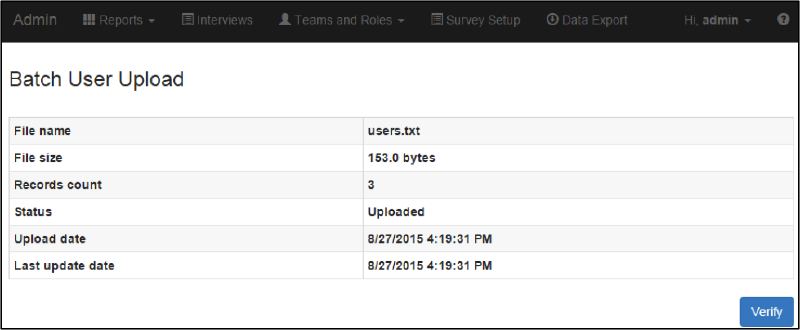 Admin Reports Interviews Teams and Roles Survey Setup Data Export Hi, admin
Batch User Upload
File name users.txt
File size 153.0 bytes
Records count 3
Status Uploaded
Upload date 8/27/2015 4:19:31 PM
Last update date 8/27/2015 4:19:31 PM
Verify